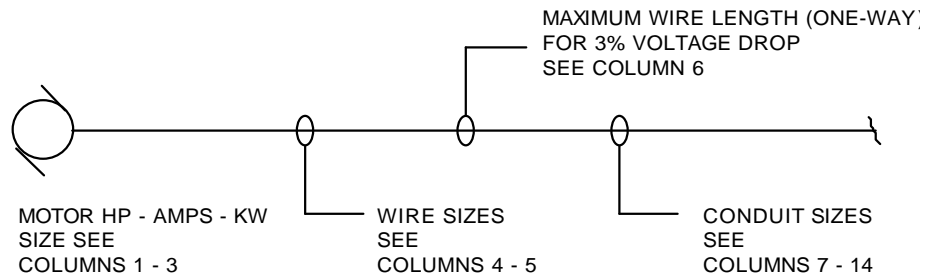 MAXIMUM WIRE LENGTH (ONE-WAY)
FOR 3% VOLTAGE DROP
SEE COLUMN 6
MOTOR HP - AMPS - KW
SIZE SEE
COLUMNS 1 - 3
WIRE SIZES
SEE
COLUMNS 4 - 5
CONDUIT SIZES
SEE
COLUMNS 7 - 14